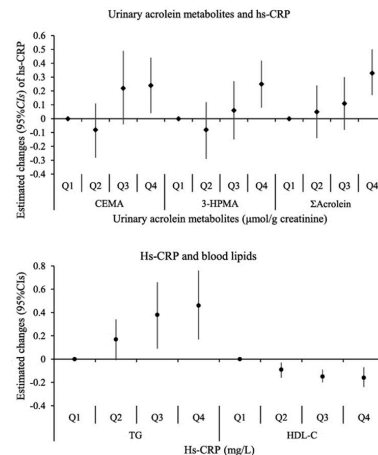 Urinary acrolein metabolites and hs-CRP
Estimated changes (95%CIs) of hs-CRP
0.6
0.5
0.4
0.3
0.2
0.1
0
-0.1
-0.2
-0.3
-0.4
Q1 Q2 Q3 Q4 Q1 Q2 Q3 Q4 Q1 Q2 Q3 Q4
CEMA 3-HPMA ΣAcrolein
Urinary acrolein metabolites (μmol/g creatinine)
Hs-CRP and blood lipids
Estimated changes (95%CIs)
0.8
0.6
0.4
0.2
0
-0.2
-0.4
Q1 Q2 Q3 Q4 Q1 Q2 Q3 Q4
TG HDL-C
Hs-CRP (mg/L)